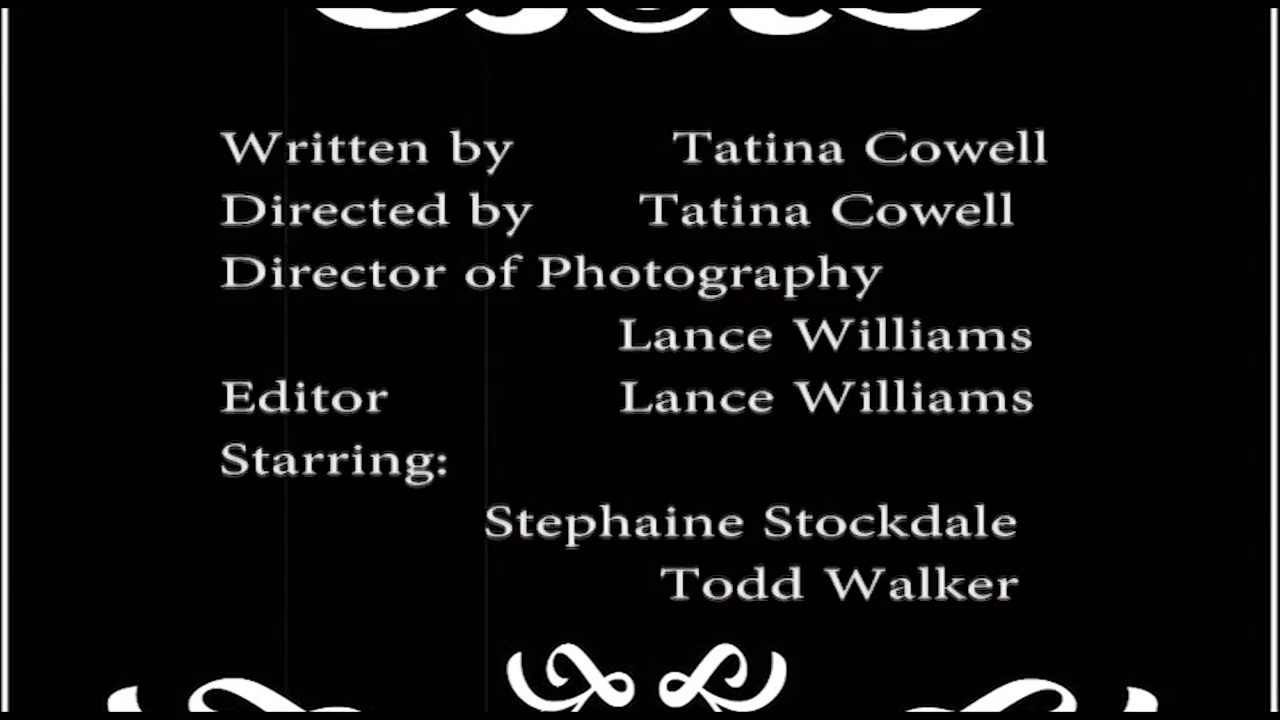 Written by Tatina Cowell
Directed by Tatina Cowell
Director of Photography
Lance Williams
Editor Lance Williams
Starring:
Stephaine Stockdale
Todd Walker